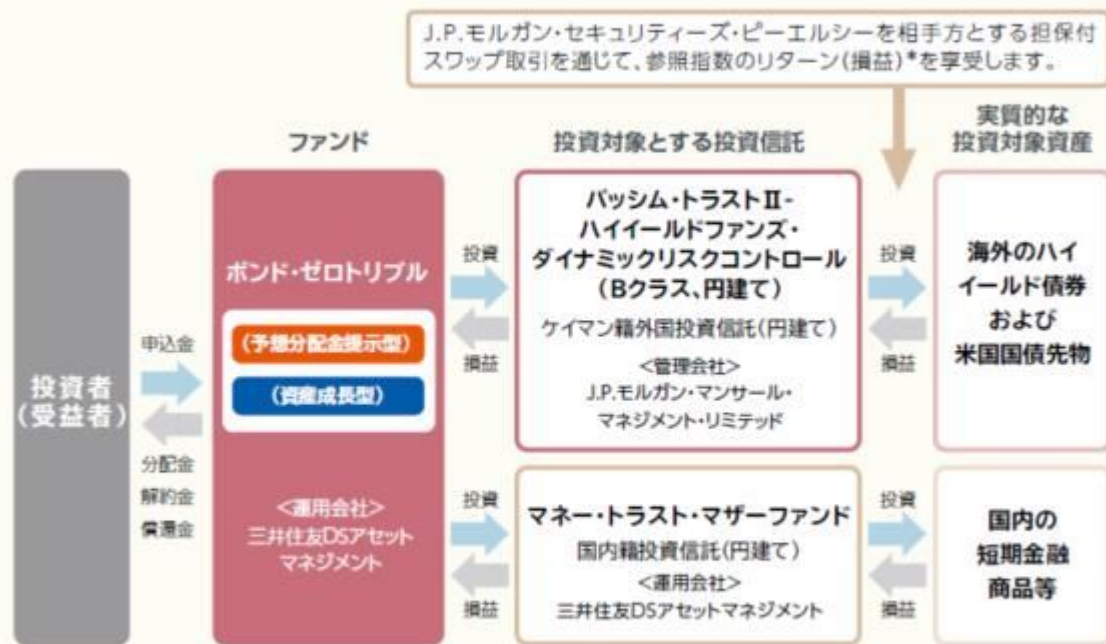 J.P.モルガン・セキュリティーズ・ピーエルシーを相手方とする担保付
スワップ取引を通じて、参照指数のリターン(損益)*を享受します。
ファンド
投資対象とする投資信託
実質的な
投資対象資産
投資者
(受益者)
申込金
分配金
解約金
償還金
ボンド・ゼロトリプル
(予想分配金提示型)
(資産成長型)
<運用会社>
三井住友DSアセット
マネジメント
投資
損益
バッシム・トラストⅡ-
ハイイールドファンズ・
ダイナミックリスクコントロール
(Bクラス、円建て)
ケイマン籍外国投資信託(円建て)
<管理会社>
J.P.モルガン・マンサール・
マネジメント・リミテッド
投資
損益
海外のハイ
イールド債券
および
米国国債先物
投資
損益
マネー・トラスト・マザーファンド
国内籍投資信託(円建て)
<運用会社>
三井住友DSアセットマネジメント
投資
損益
国内の
短期金融
商品等